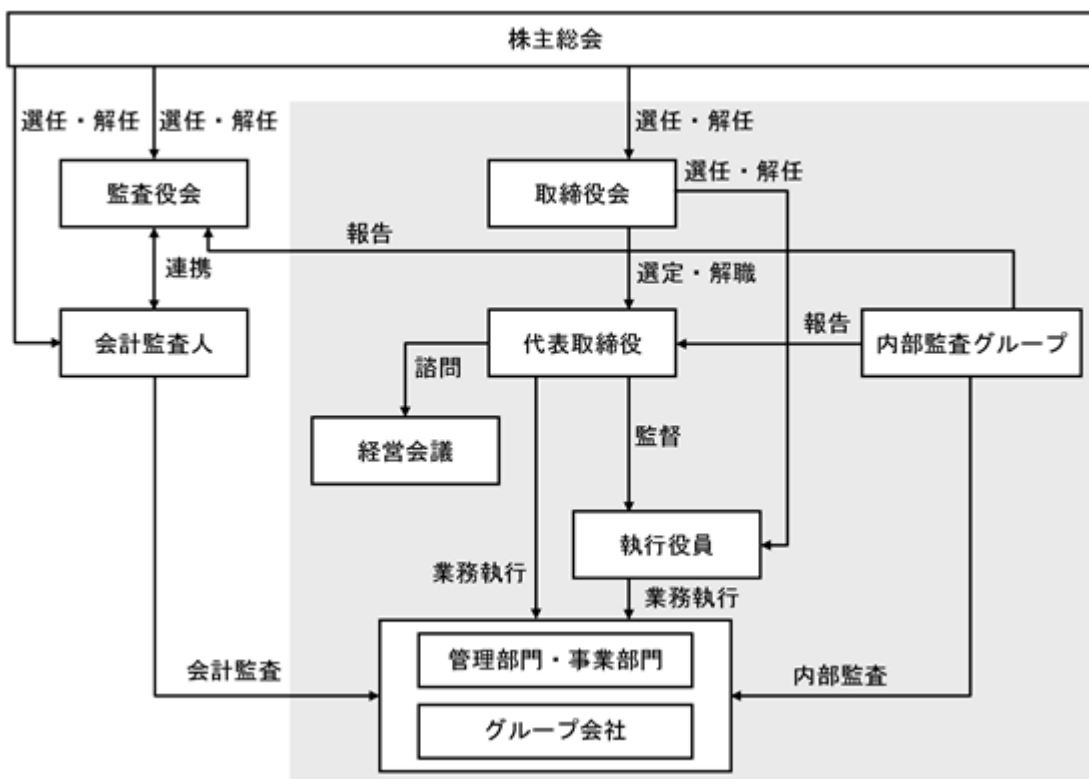 株主総会
選任・解任
選任・解任
選任・解任
監査役会
取締役会
選任・解任
報告
連携
選定・解職
会計監査人
代表取締役
報告
内部監査グループ
諮問
経営会議
監督
執行役員
業務執行
業務執行
管理部門・事業部門
会計監査
内部監査
グループ会社